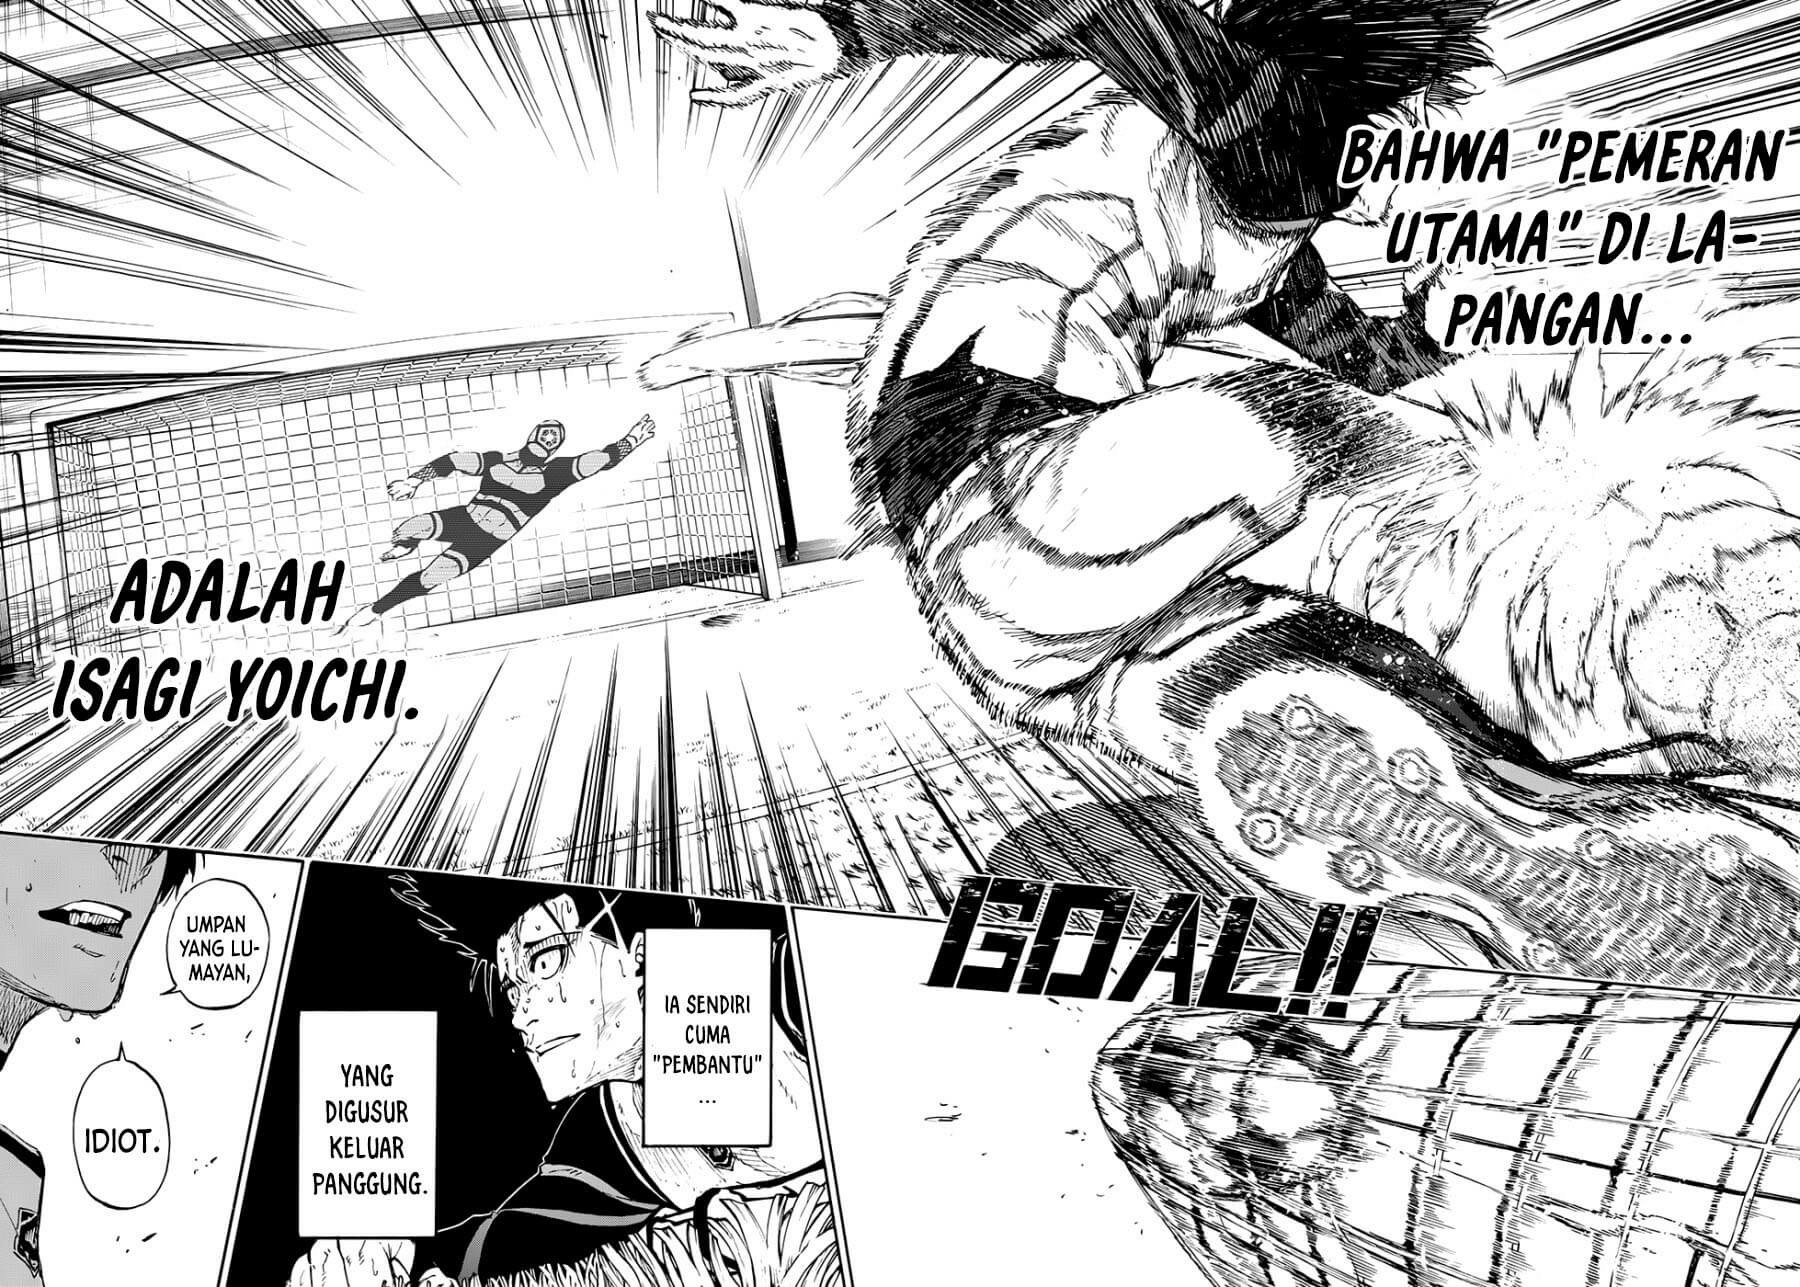 BAHWA "PEMERAN
UTAMA" DI LA-
PANGAN...
ADALAH
ISAGI YOICHI.
GOAL!!
IA SENDIRI
CUMA
"PEMBANTU"
...
YANG
DIGUSUR
KELUAR
PANGGUNG.
UMPAN
YANG LU-
MAYAN,
IDIOT.